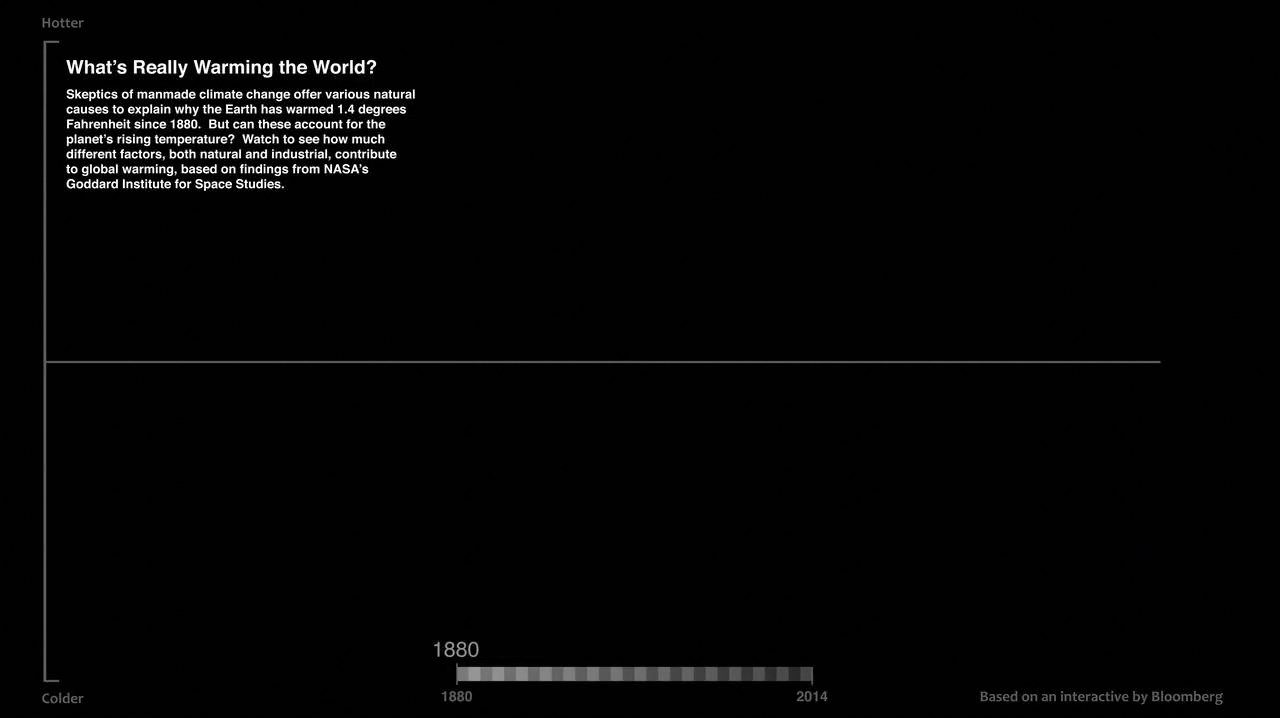 Hotter
What's Really Warming the World?
Skeptics of manmade climate change offer various natural
causes to explain why the Earth has warmed 1.4 degrees
Fahrenheit since 1880.  But can these account for the
planet's rising temperature?  Watch to see how much
different factors, both natural and industrial, contribute
to global warming, based on findings from NASA's
Goddard Institute for Space Studies.
1880
1880
2014
Colder
Based on an interactive by Bloomberg